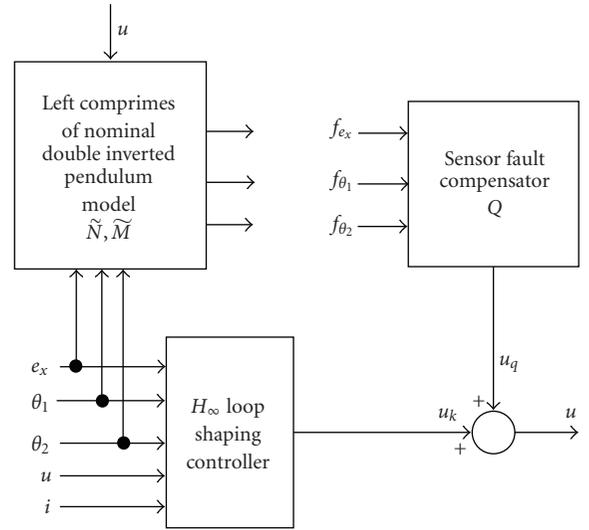 u
Left comprimes
of nominal
double inverted
pendulum
model
Ñ, M̃
f_{e_x}
f_{θ_1}
f_{θ_2}
Sensor fault
compensator
Q
e_x
θ_1
θ_2
u
i
H_∞ loop
shaping
controller
u_k
+
+
u_q
u